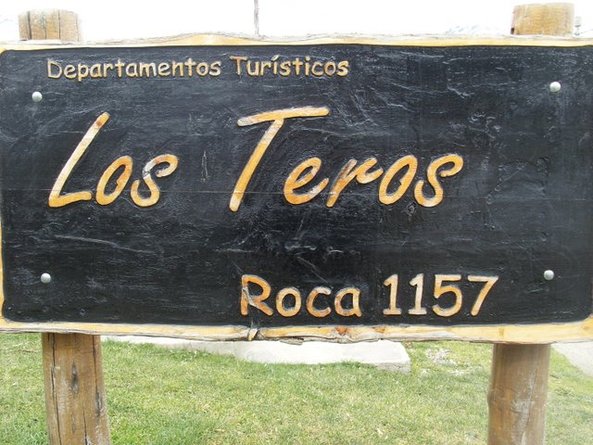 Departamentos Turísticos
Los Teros
Roca 1157